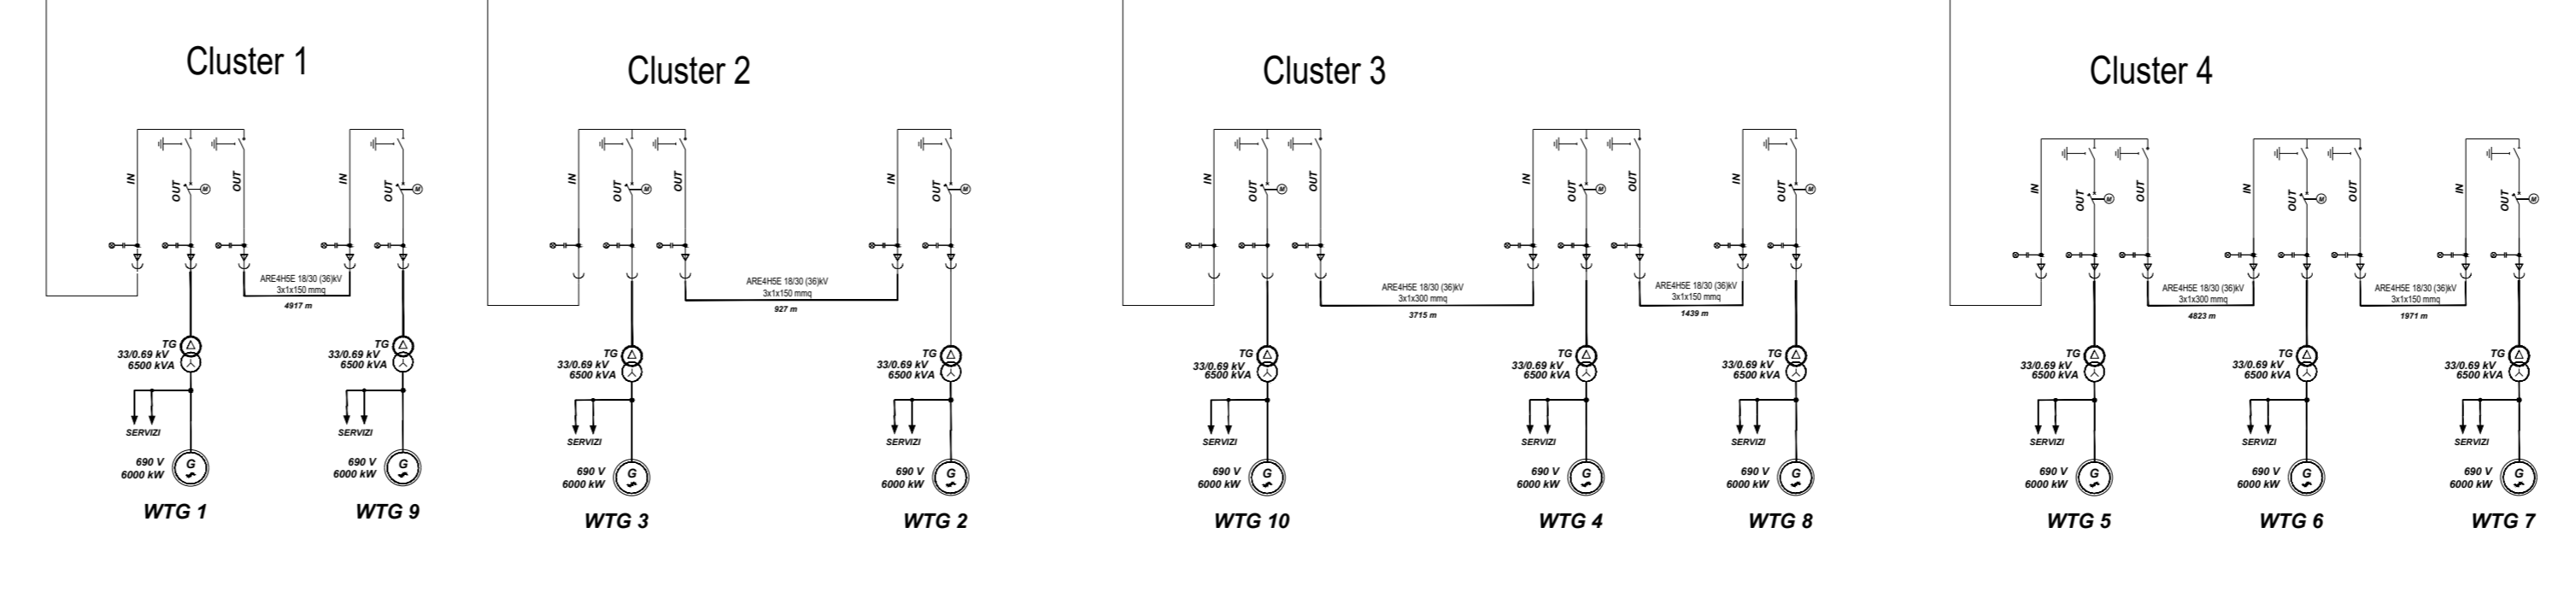 Cluster 1
IN
OUT
OUT
IN
OUT
M
M
ARE4H5E 18/30 (36)kV
3x1x150 mmq
4917 m
TG
33/0.69 kV
6500 kVA
TG
33/0.69 kV
6500 kVA
SERVIZI
SERVIZI
690 V
6000 kW
G
690 V
6000 kW
G
WTG 1
WTG 9
Cluster 2
IN
OUT
OUT
IN
OUT
M
M
ARE4H5E 18/30 (36)kV
3x1x150 mmq
927 m
TG
33/0.69 kV
6500 kVA
TG
33/0.69 kV
6500 kVA
SERVIZI
SERVIZI
690 V
6000 kW
G
690 V
6000 kW
G
WTG 3
WTG 2
Cluster 3
IN
OUT
OUT
IN
OUT
OUT
IN
OUT
M
M
M
ARE4H5E 18/30 (36)kV
3x1x300 mmq
3715 m
ARE4H5E 18/30 (36)kV
3x1x150 mmq
1439 m
TG
33/0.69 kV
6500 kVA
TG
33/0.69 kV
6500 kVA
TG
33/0.69 kV
6500 kVA
SERVIZI
SERVIZI
SERVIZI
690 V
6000 kW
G
690 V
6000 kW
G
690 V
6000 kW
G
WTG 10
WTG 4
WTG 8
Cluster 4
IN
OUT
OUT
IN
OUT
OUT
IN
OUT
M
M
M
ARE4H5E 18/30 (36)kV
3x1x300 mmq
4823 m
ARE4H5E 18/30 (36)kV
3x1x150 mmq
1971 m
TG
33/0.69 kV
6500 kVA
TG
33/0.69 kV
6500 kVA
TG
33/0.69 kV
6500 kVA
SERVIZI
SERVIZI
SERVIZI
690 V
6000 kW
G
690 V
6000 kW
G
690 V
6000 kW
G
WTG 5
WTG 6
WTG 7